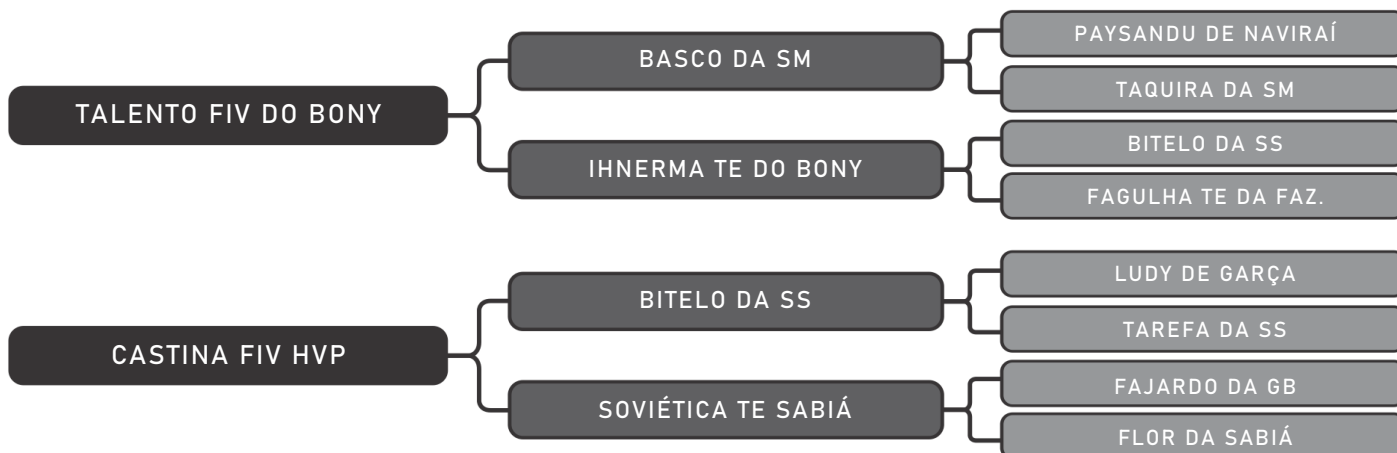 TALENTO FIV DO BONY
BASCO DA SM
PAYSANDU DE NAVIRAÍ
TAQUIRA DA SM
IHNERMA TE DO BONY
BITELO DA SS
FAGULHA TE DA FAZ.
CASTINA FIV HVP
BITELO DA SS
LUDY DE GARÇA
TAREFA DA SS
SOVIÉTICA TE SABIÁ
FAJARDO DA GB
FLOR DA SABIÁ